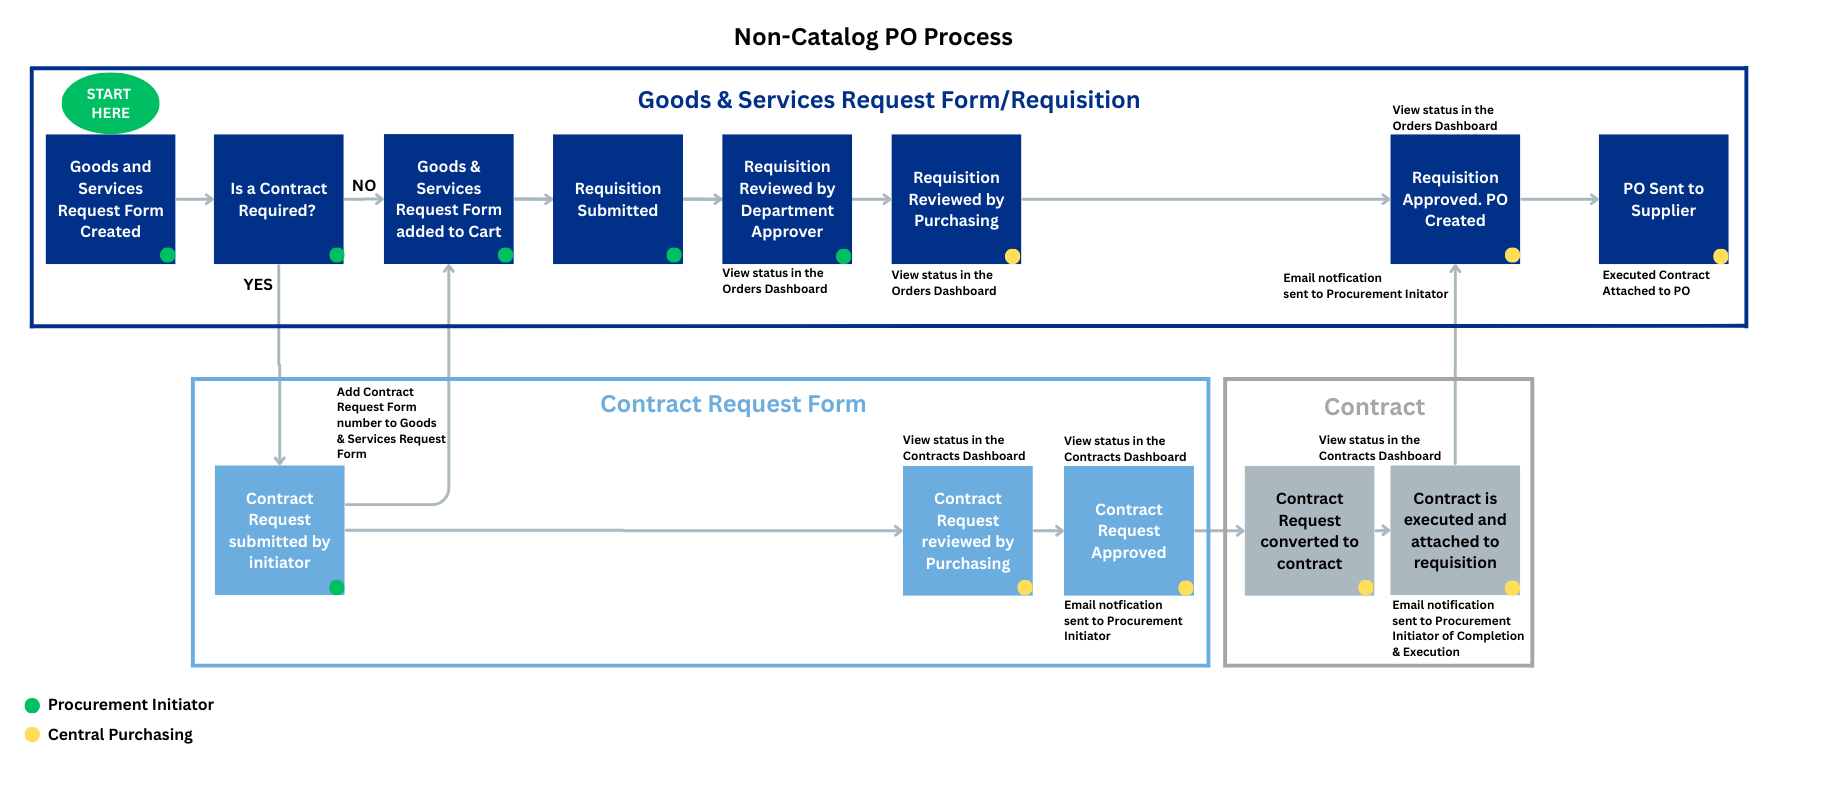 Non-Catalog PO Process
START
HERE
Goods & Services Request Form/Requisition
View status in the
Orders Dashboard
Goods and
Services
Request Form
Created
Is a Contract
Required?
NO
YES
Goods &
Services
Request Form
added to Cart
Requisition
Submitted
Requisition
Reviewed by
Department
Approver
View status in the
Orders Dashboard
Requisition
Reviewed by
Purchasing
View status in the
Orders Dashboard
Requisition
Approved. PO
Created
Email notfication
sent to Procurement Initator
PO Sent to
Supplier
Executed Contract
Attached to PO
Contract Request Form
Add Contract
Request Form
number to Goods
& Services Request
Form
Contract
Request
submitted by
initiator
View status in the
Contracts Dashboard
Contract
Request
reviewed by
Purchasing
View status in the
Contracts Dashboard
Contract
Request
Approved
Email notfication
sent to Procurement
Initiator
Contract
View status in the
Contracts Dashboard
Contract
Request
converted to
contract
Contract is
executed and
attached to
requisition
Email notification
sent to Procurement
Initiator of Completion
& Execution
Procurement Initiator
Central Purchasing